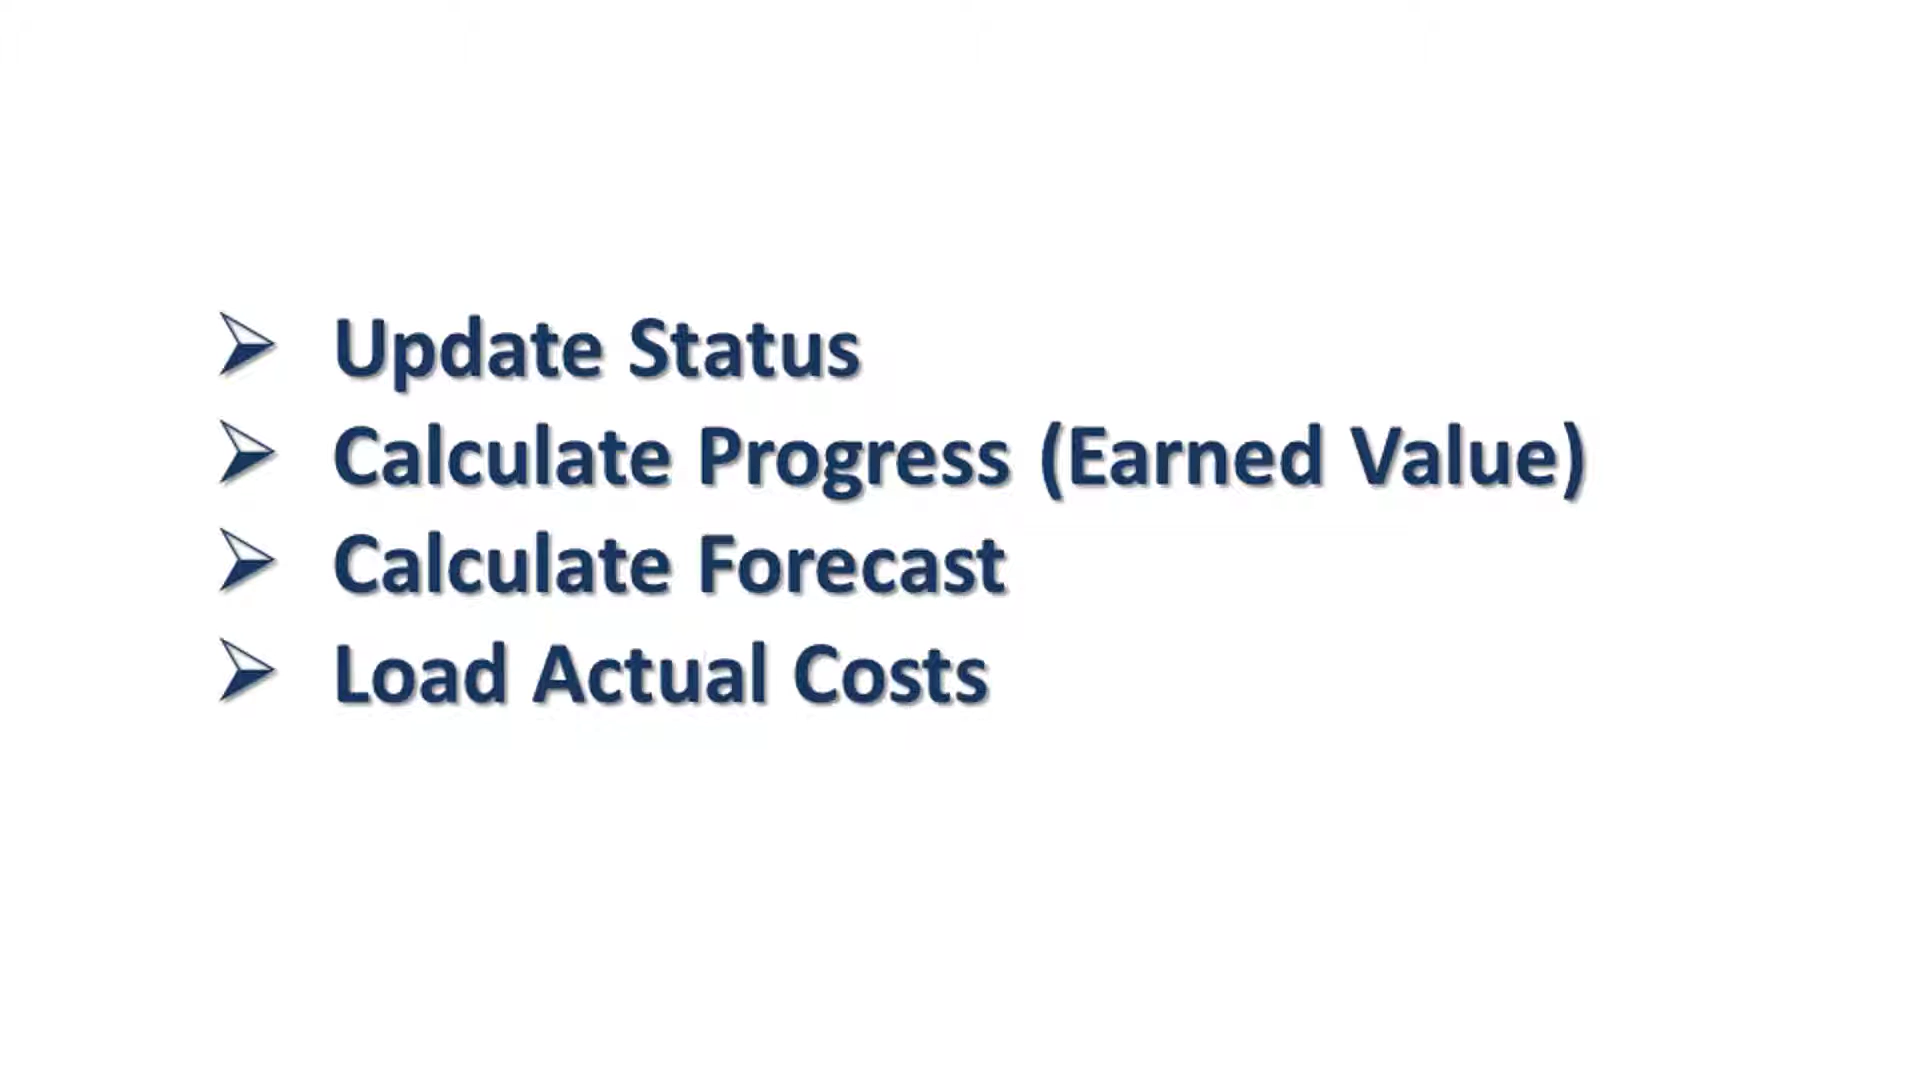 Update Status
Calculate Progress (Earned Value)
Calculate Forecast
Load Actual Costs